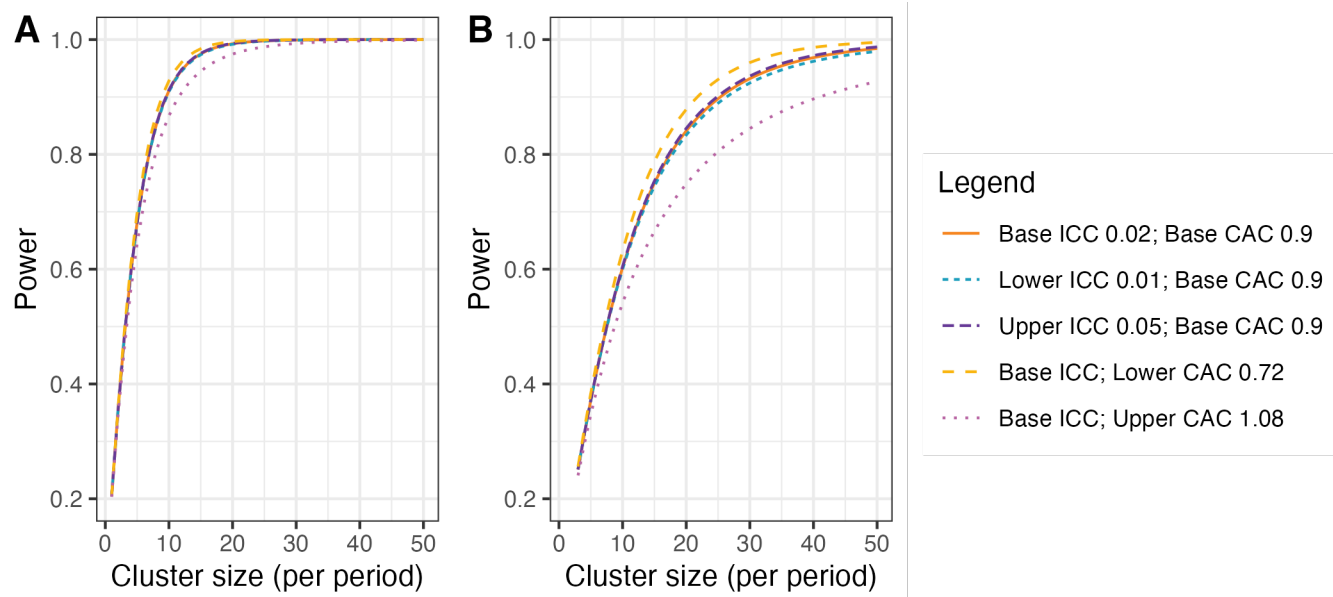 A
1.0
0.8
0.6
0.4
0.2
Power
0 10 20 30 40 50
Cluster size (per period)
B
1.0
0.8
0.6
0.4
0.2
Power
0 10 20 30 40 50
Cluster size (per period)
Legend
Base ICC 0.02; Base CAC 0.9
Lower ICC 0.01; Base CAC 0.9
Upper ICC 0.05; Base CAC 0.9
Base ICC; Lower CAC 0.72
Base ICC; Upper CAC 1.08